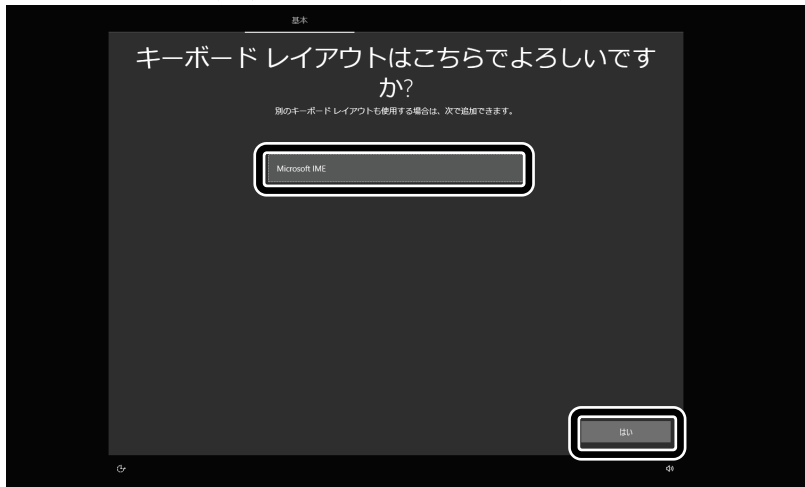 基本
キーボード レイアウトはこちらでよろしいです
か?
別のキーボード レイアウトも使用する場合は、次で追加できます。
Microsoft IME
はい